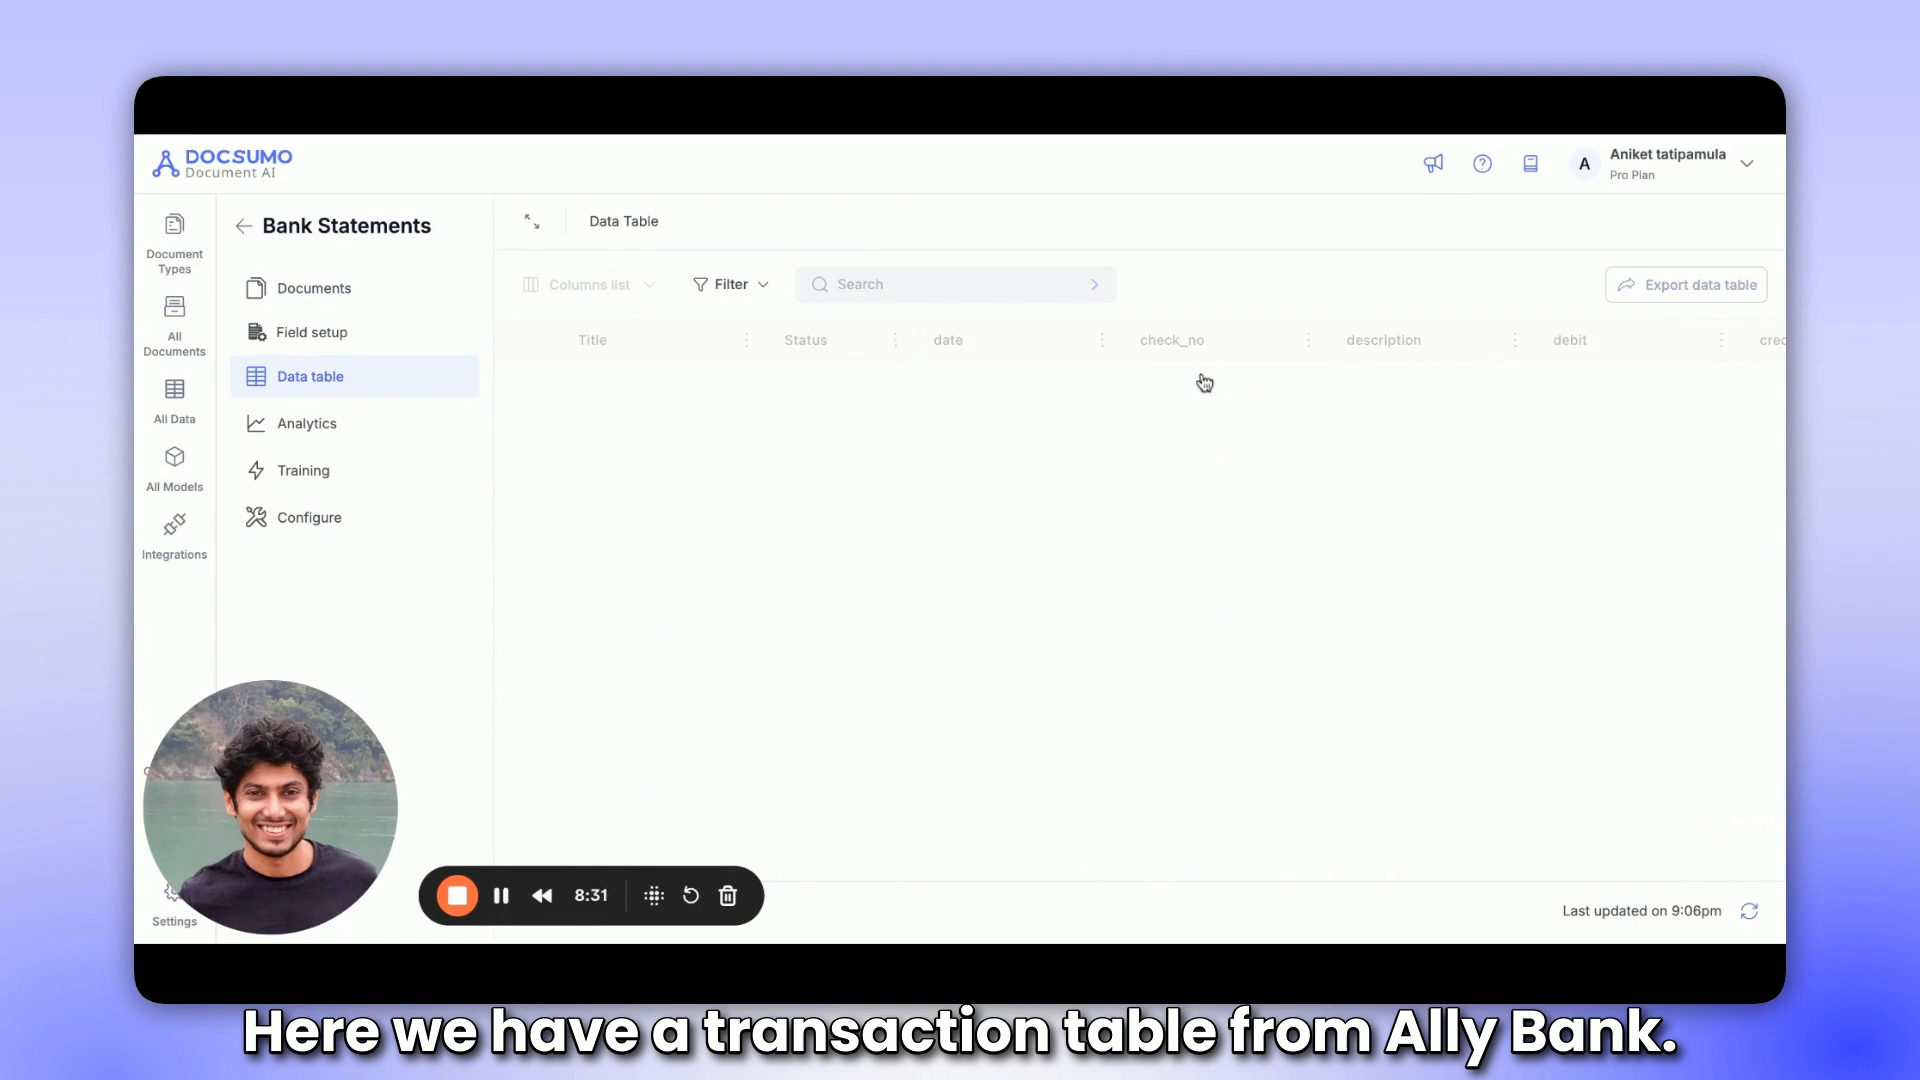 DOCSUMO
Document AI
A
Aniket tatipamula
Pro Plan
Document
Types
All
Documents
All Data
All Models
Integrations
Settings
Bank Statements
Documents
Field setup
Data table
Analytics
Training
Configure
Data Table
Columns list
Filter
Search
Export data table
Title
Status
date
check_no
description
debit
cred
8:31
Last updated on 9:06pm
Here we have a transaction table from Ally Bank.